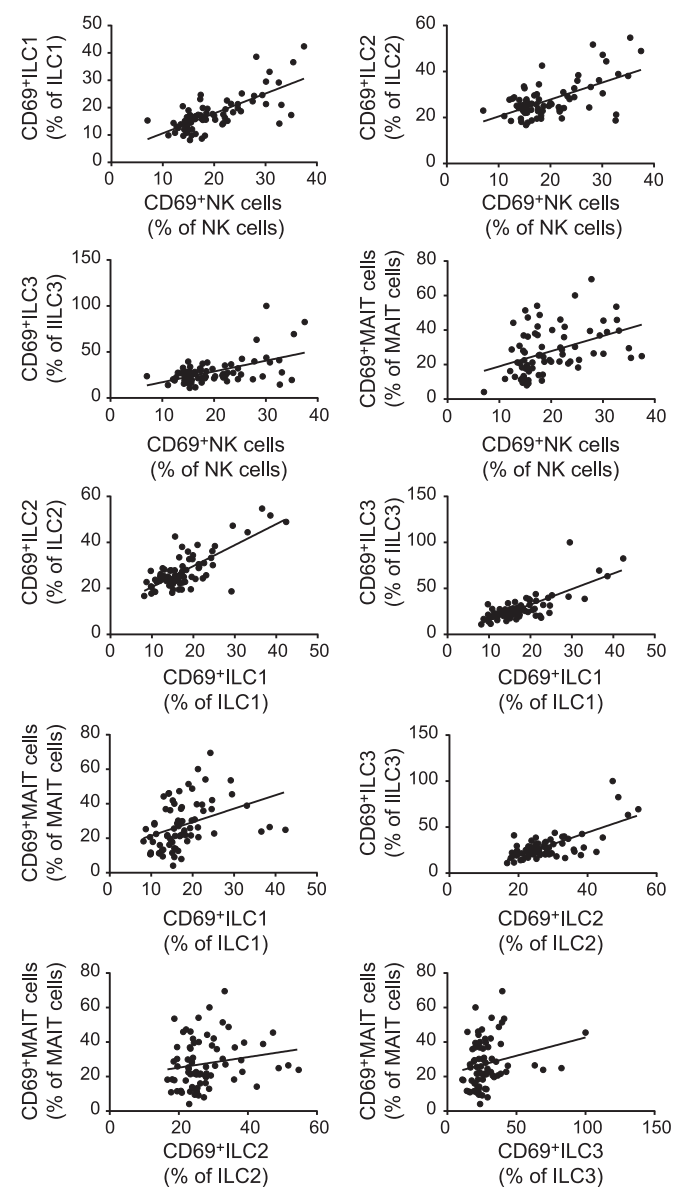 CD69⁺ILC1
(% of ILC1)
50
40
30
20
10
0
0 10 20 30 40
CD69⁺NK cells
(% of NK cells)
CD69⁺ILC2
(% of ILC2)
60
40
20
0
0 10 20 30 40
CD69⁺NK cells
(% of NK cells)
CD69⁺ILC3
(% of IILC3)
150
100
50
0
0 10 20 30 40
CD69⁺NK cells
(% of NK cells)
CD69⁺MAIT cells
(% of MAIT cells)
80
60
40
20
0
0 10 20 30 40
CD69⁺NK cells
(% of NK cells)
CD69⁺ILC2
(% of ILC2)
60
40
20
0
0 10 20 30 40 50
CD69⁺ILC1
(% of ILC1)
CD69⁺ILC3
(% of IILC3)
150
100
50
0
0 10 20 30 40 50
CD69⁺ILC1
(% of ILC1)
CD69⁺MAIT cells
(% of MAIT cells)
80
60
40
20
0
0 10 20 30 40 50
CD69⁺ILC1
(% of ILC1)
CD69⁺ILC3
(% of IILC3)
150
100
50
0
0 20 40 60
CD69⁺ILC2
(% of ILC2)
CD69⁺MAIT cells
(% of MAIT cells)
80
60
40
20
0
0 20 40 60
CD69⁺ILC2
(% of ILC2)
CD69⁺MAIT cells
(% of MAIT cells)
80
60
40
20
0
0 50 100 150
CD69⁺ILC3
(% of ILC3)